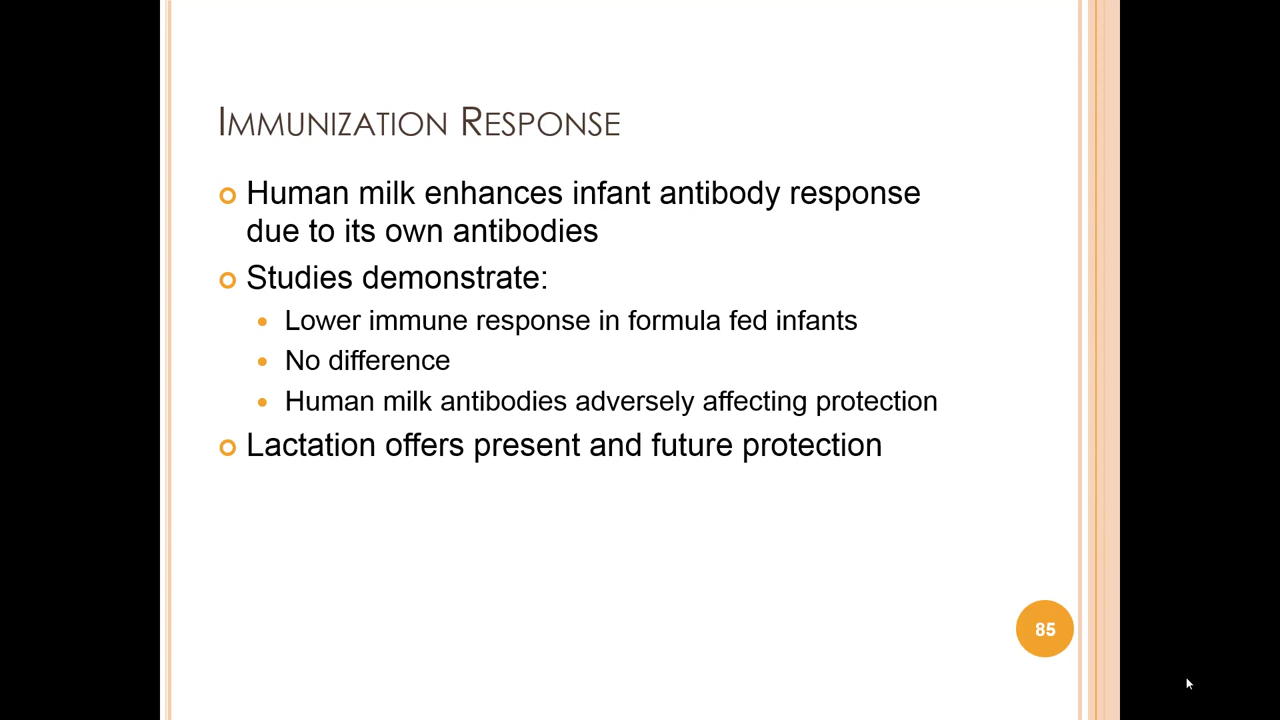 Immunization Response
Human milk enhances infant antibody response
due to its own antibodies
Studies demonstrate:
Lower immune response in formula fed infants
No difference
Human milk antibodies adversely affecting protection
Lactation offers present and future protection
85